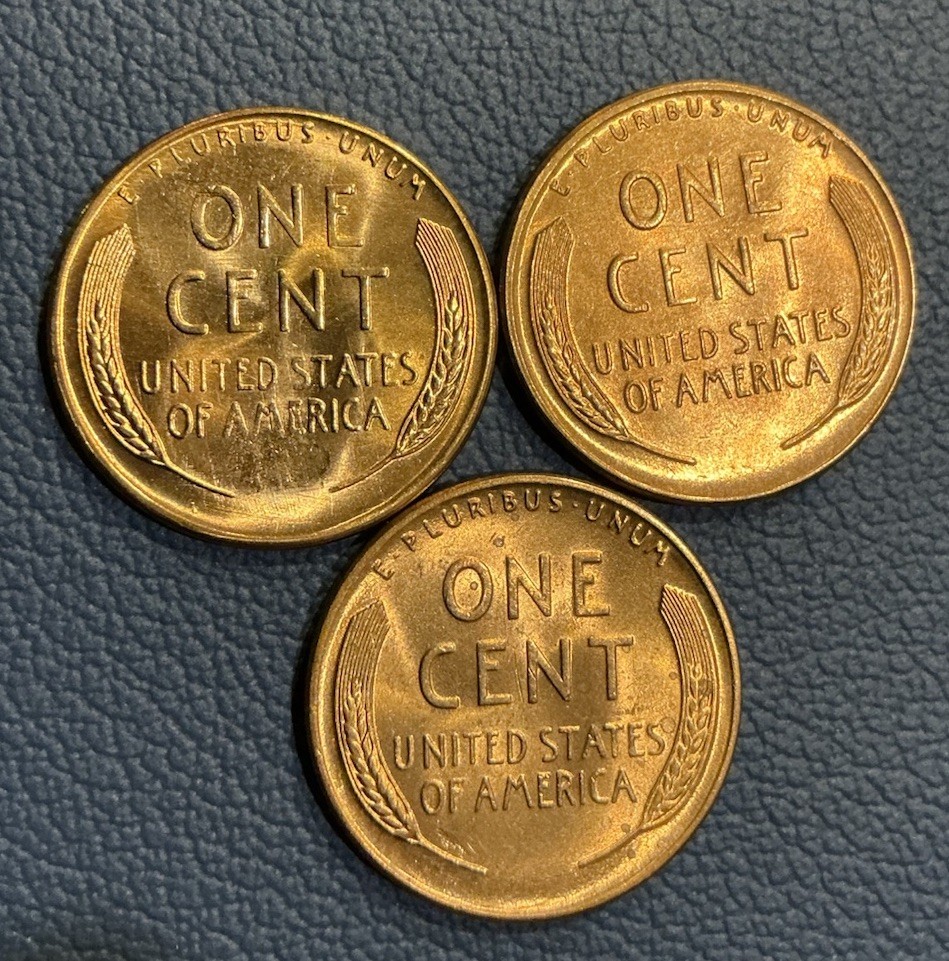 E · PLURIBUS · UNUM
ONE
CENT
UNITED STATES
OF AMERICA
E · PLURIBUS · UNUM
ONE
CENT
UNITED STATES
OF AMERICA
E · PLURIBUS · UNUM
ONE
CENT
UNITED STATES
OF AMERICA